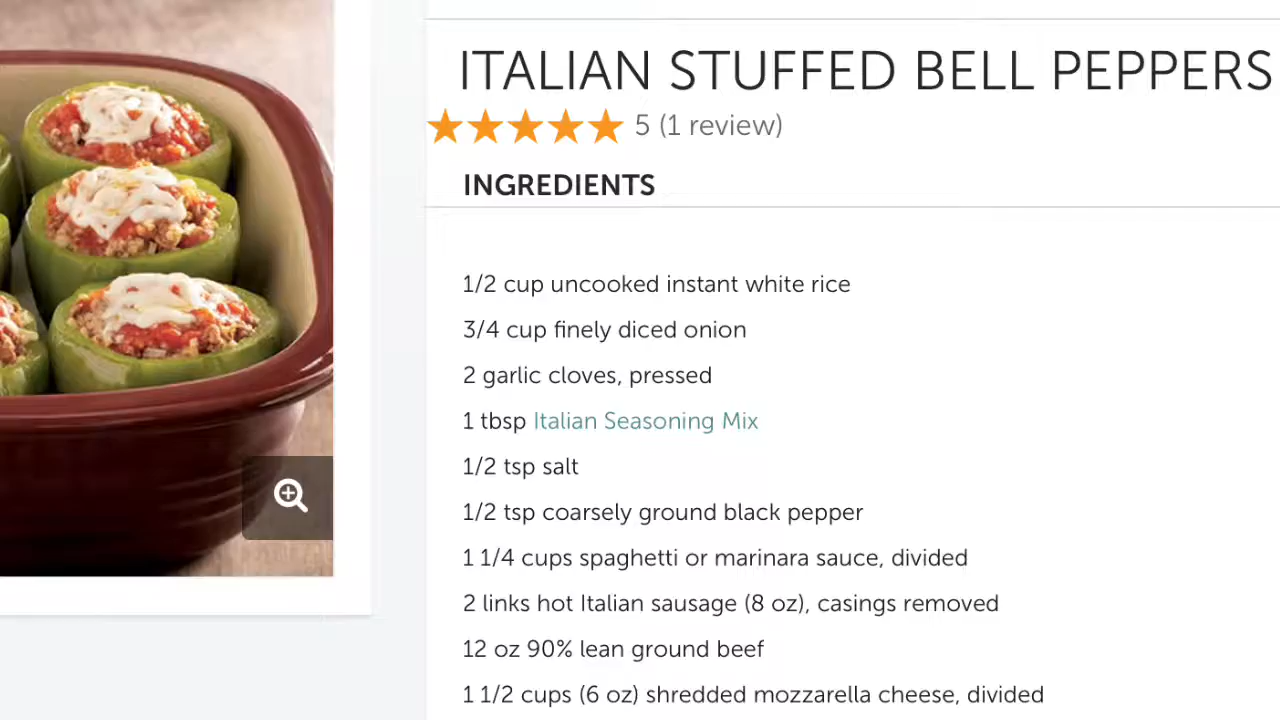 ITALIAN STUFFED BELL PEPPERS
5 (1 review)
INGREDIENTS
1/2 cup uncooked instant white rice
3/4 cup finely diced onion
2 garlic cloves, pressed
1 tbsp Italian Seasoning Mix
1/2 tsp salt
1/2 tsp coarsely ground black pepper
1 1/4 cups spaghetti or marinara sauce, divided
2 links hot Italian sausage (8 oz), casings removed
12 oz 90% lean ground beef
1 1/2 cups (6 oz) shredded mozzarella cheese, divided